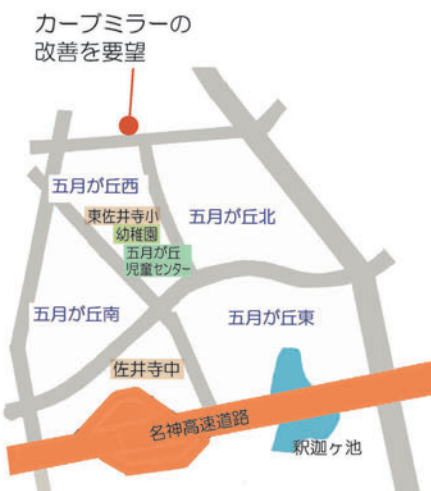 カーブミラーの
改善を要望
五月が丘西
東佐井寺小
幼稚園
五月が丘北
五月が丘
児童センター
五月が丘南
五月が丘東
佐井寺中
名神高速道路
釈迦ヶ池